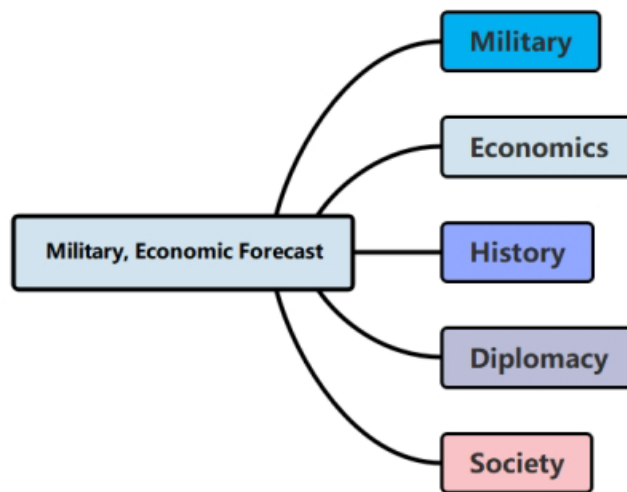 Military
Economics
Military, Economic Forecast
History
Diplomacy
Society